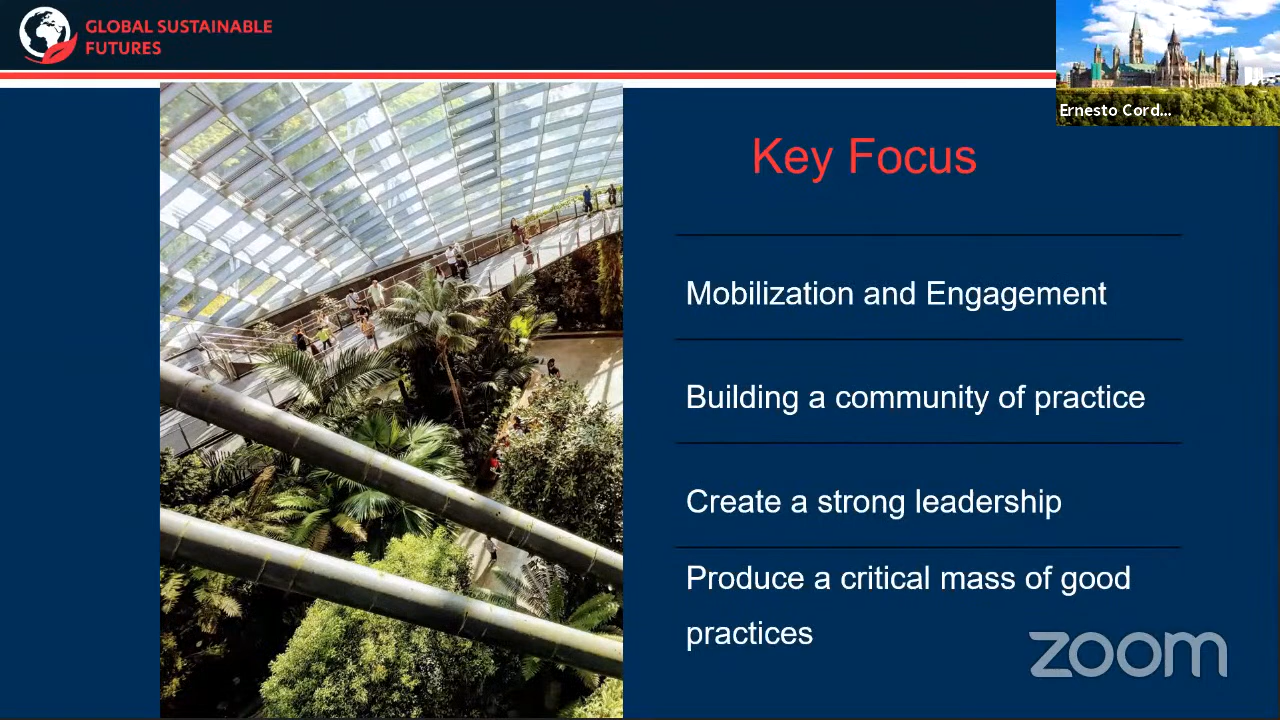 GLOBAL SUSTAINABLE
FUTURES
Ernesto Cord...
Key Focus
Mobilization and Engagement
Building a community of practice
Create a strong leadership
Produce a critical mass of good
practices
zoom